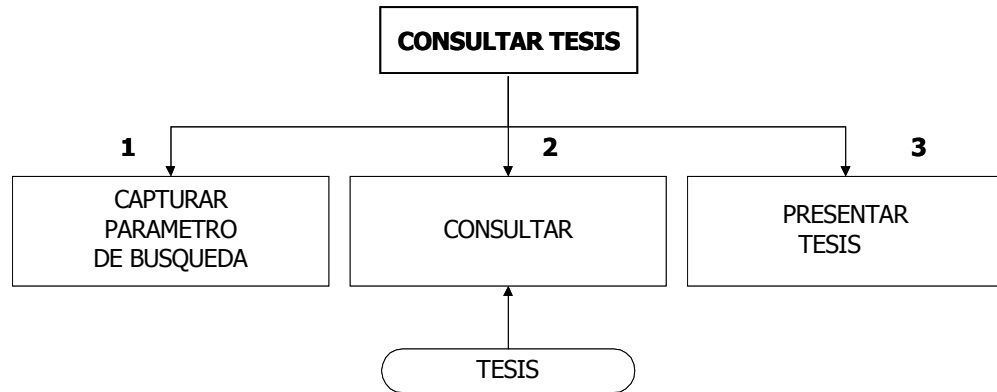 CONSULTAR TESIS
1
2
3
CAPTURAR
PARAMETRO
DE BUSQUEDA
CONSULTAR
PRESENTAR
TESIS
TESIS